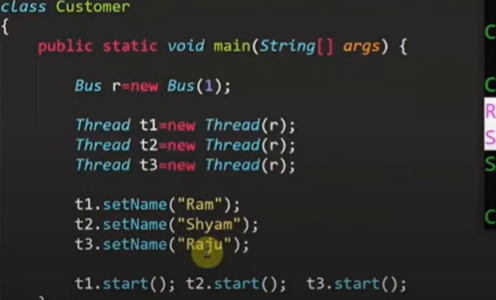 class Customer
{
public static void main(String[] args) {
Bus r=new Bus(1);
Thread t1=new Thread(r);
Thread t2=new Thread(r);
Thread t3=new Thread(r);
t1.setName("Ram");
t2.setName("Shyam");
t3.setName("Raju");
t1.start(); t2.start(); t3.start();